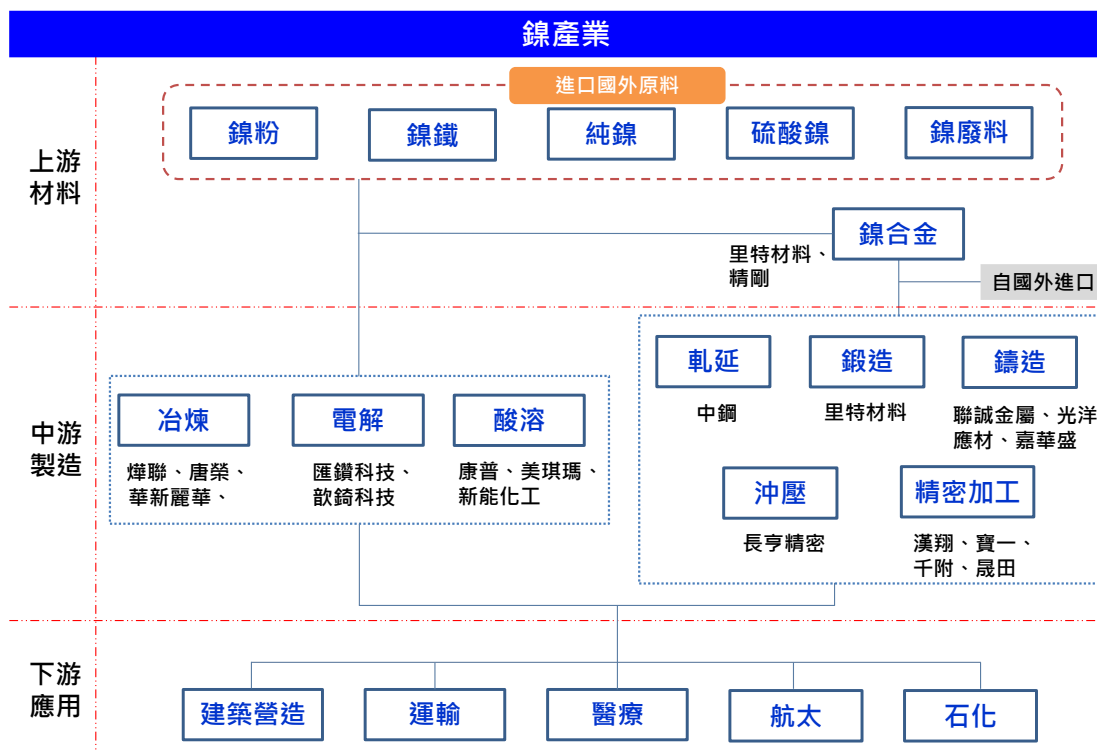 鎳產業
進口國外原料
鎳粉
鎳鐵
純鎳
硫酸鎳
鎳廢料
上游
材料
鎳合金
里特材料、
精剛
自國外進口
中游
製造
冶煉
燁聯、唐榮、
華新麗華、
電解
匯鑽科技、
歆錡科技
酸溶
康普、美琪瑪、
新能化工
軋延
中鋼
鍛造
里特材料
鑄造
聯誠金屬、光洋
應材、嘉華盛
沖壓
長亨精密
精密加工
漢翔、寶一、
千附、晟田
下游
應用
建築營造
運輸
醫療
航太
石化